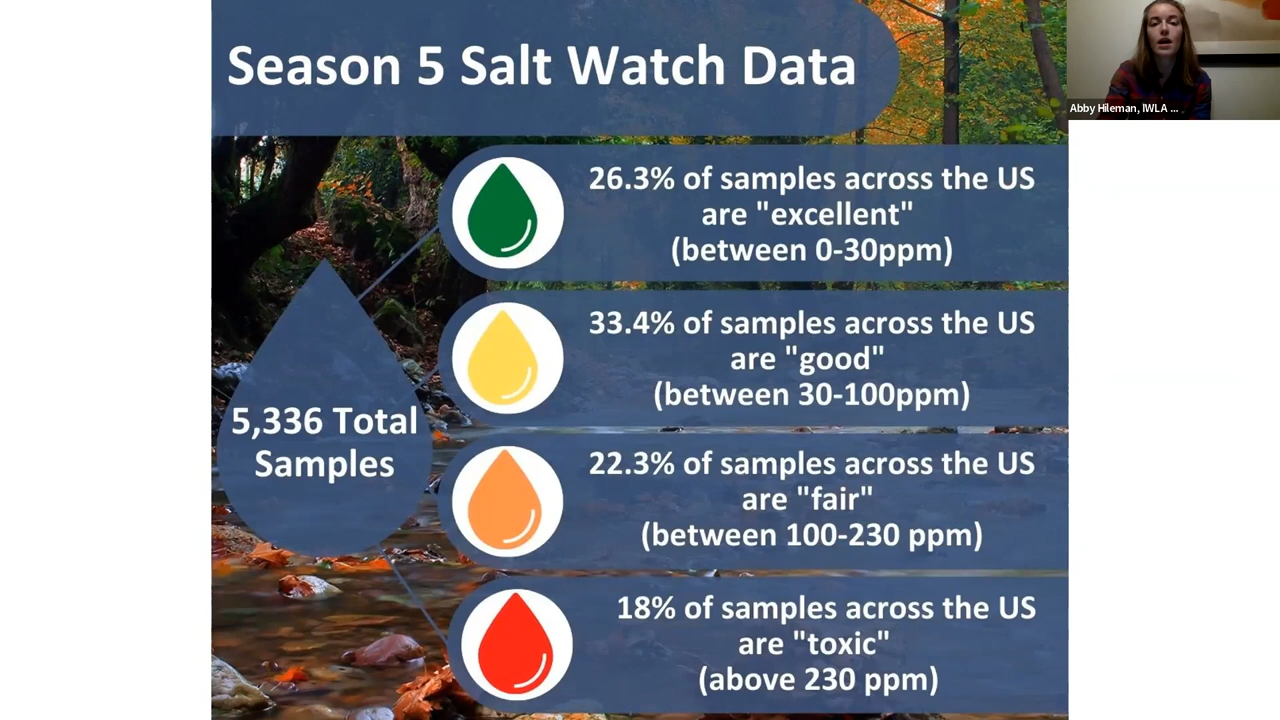 Season 5 Salt Watch Data
Abby Hileman, IWLA ...
26.3% of samples across the US
are "excellent"
(between 0-30ppm)
33.4% of samples across the US
are "good"
(between 30-100ppm)
5,336 Total
Samples
22.3% of samples across the US
are "fair"
(between 100-230 ppm)
18% of samples across the US
are "toxic"
(above 230 ppm)